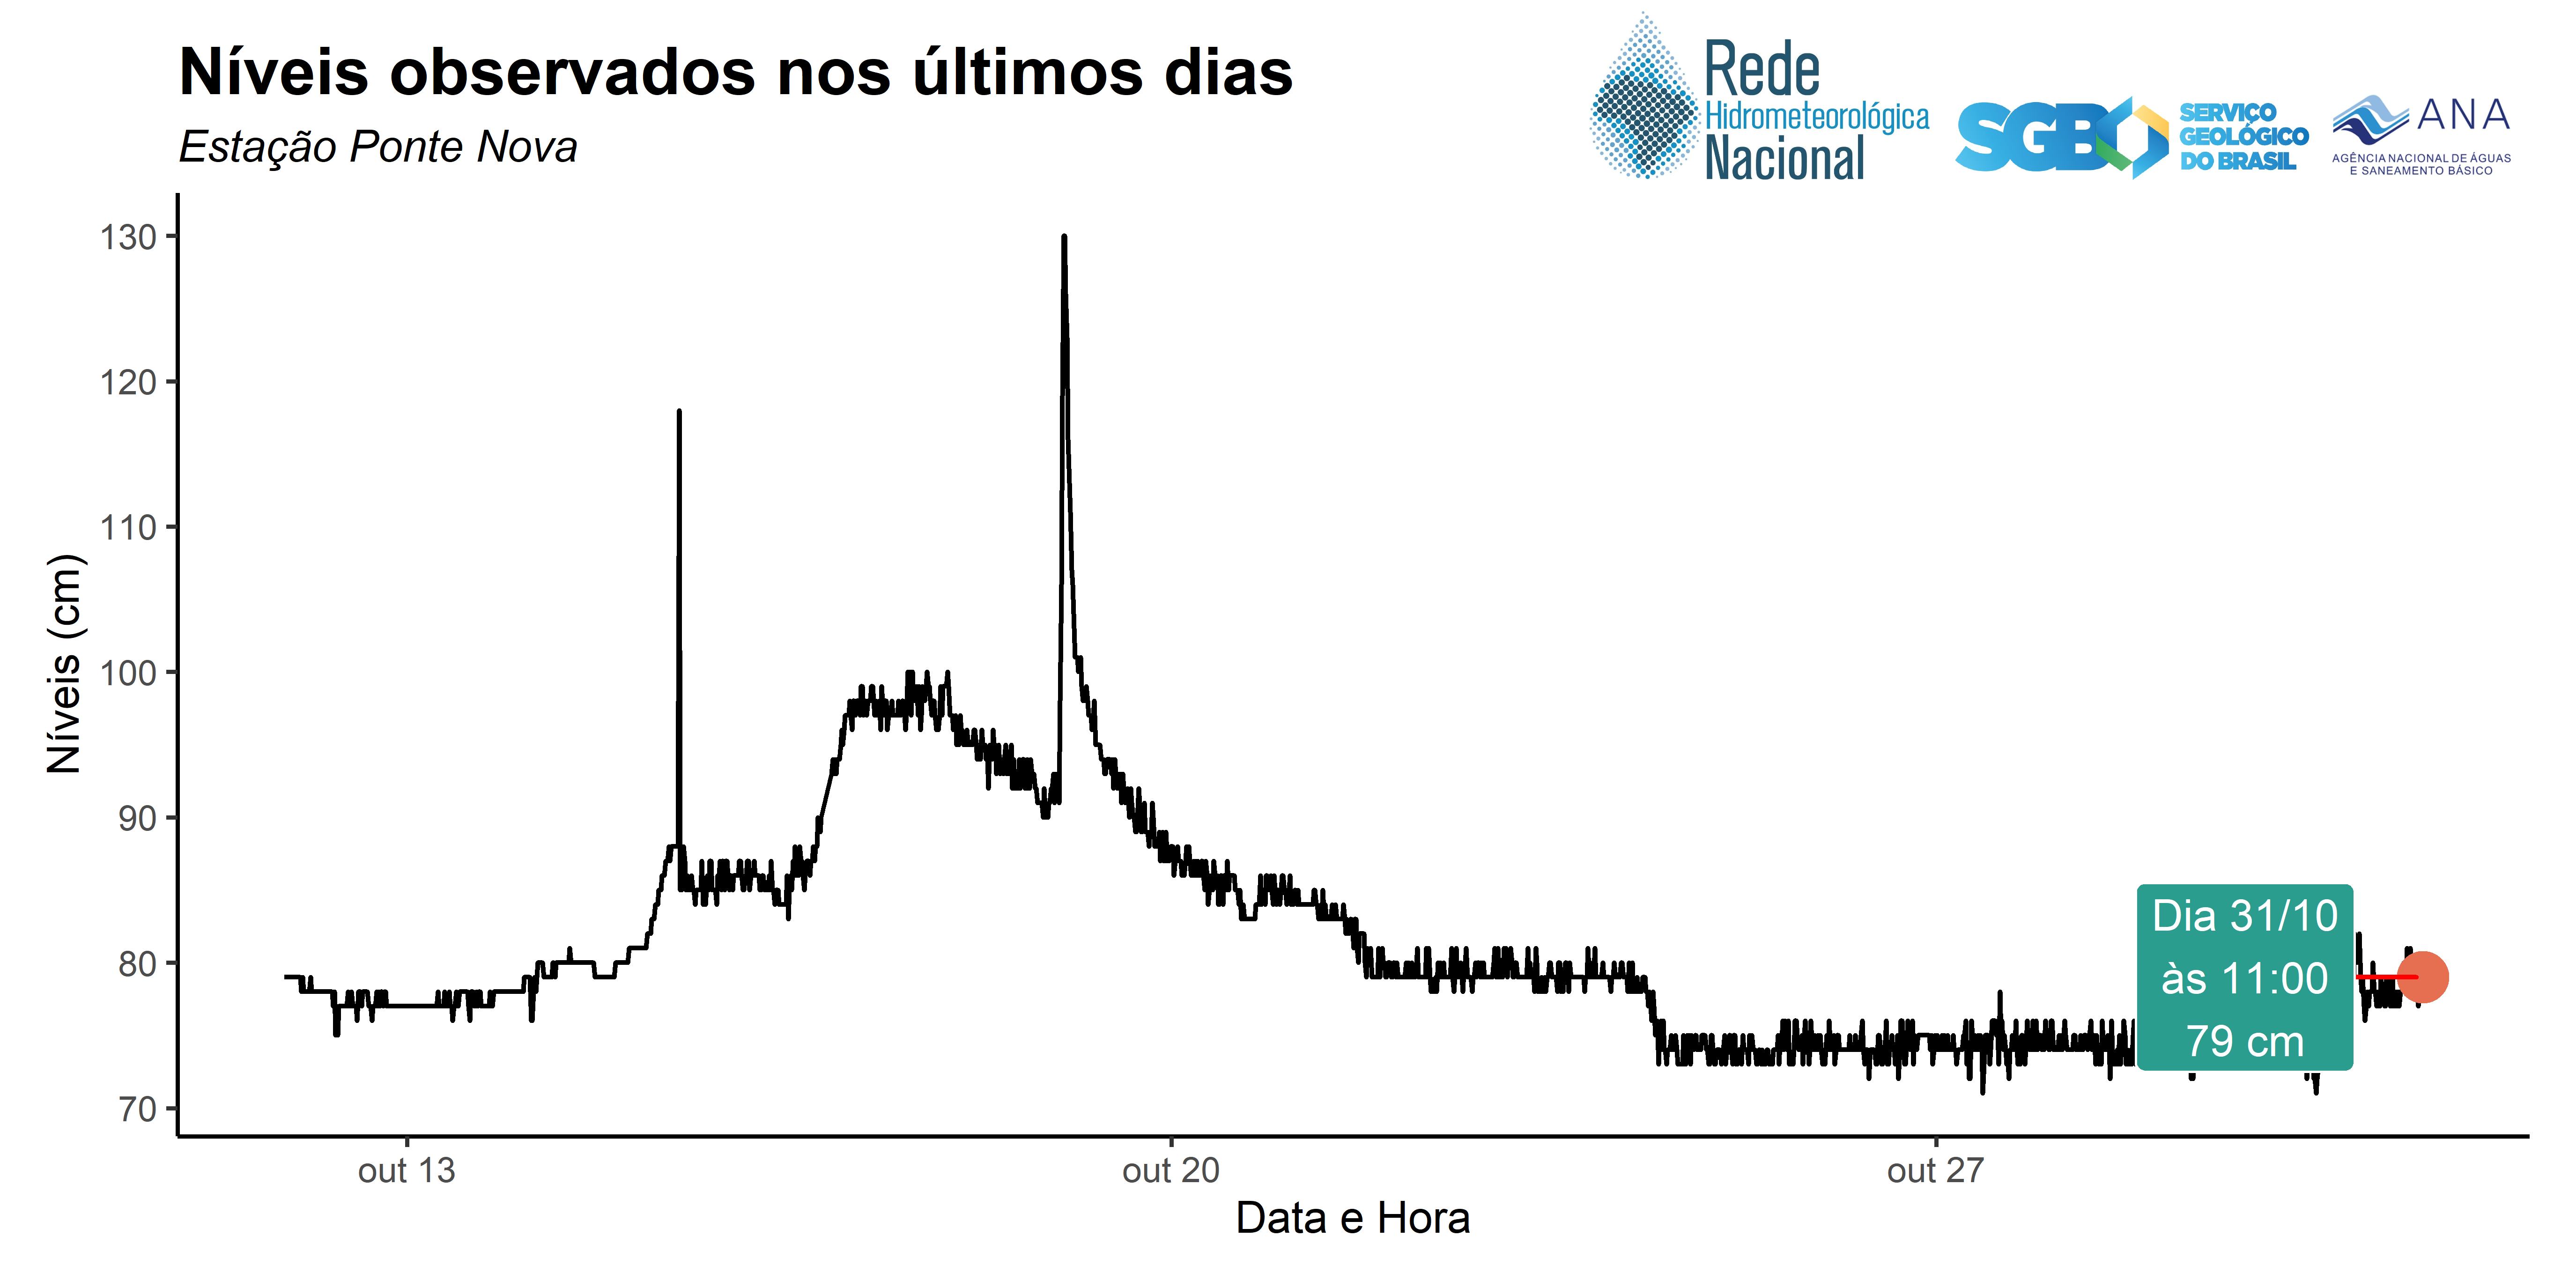 Níveis observados nos últimos dias
Estação Ponte Nova
Rede
Hidrometeorológica
Nacional
SGB
SERVIÇO
GEOLÓGICO
DO BRASIL
ANA
AGÊNCIA NACIONAL DE ÁGUAS
E SANEAMENTO BÁSICO
Níveis (cm)
130
120
110
100
90
80
70
Dia 31/10
às 11:00
79 cm
out 13
out 20
out 27
Data e Hora